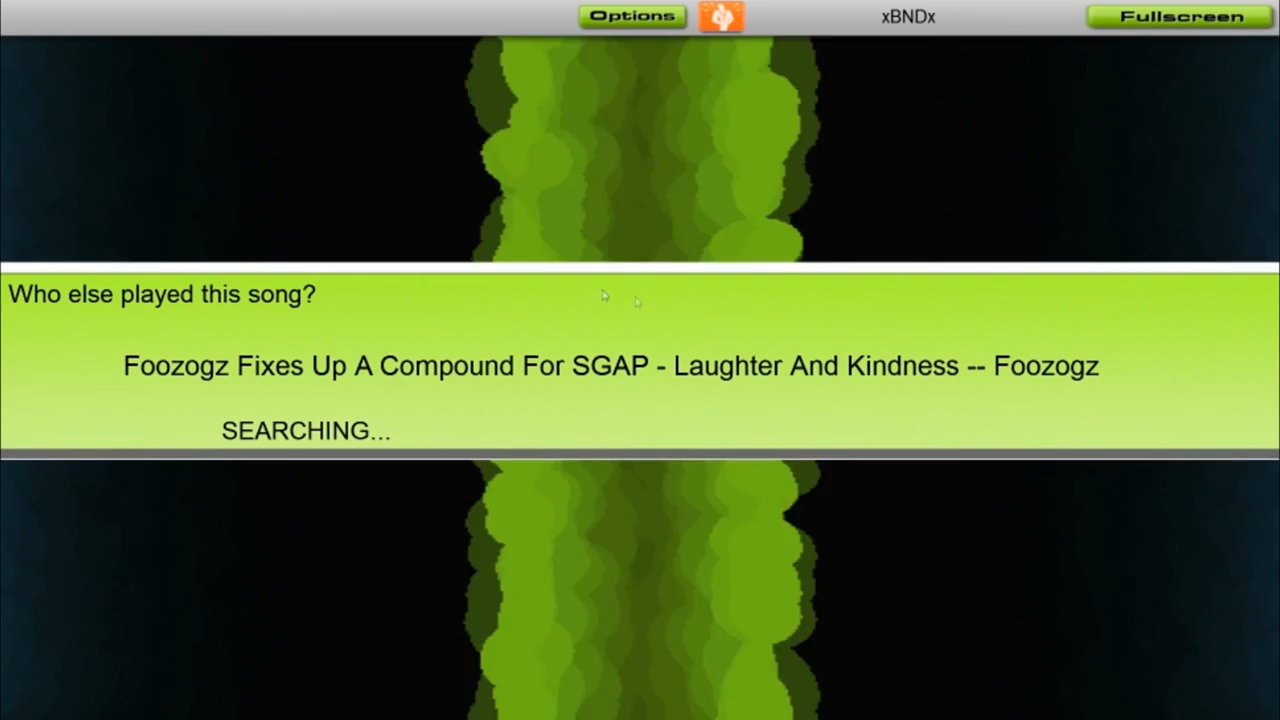 Options
xBNDx
Fullscreen
Who else played this song?
Foozogz Fixes Up A Compound For SGAP - Laughter And Kindness -- Foozogz
SEARCHING...